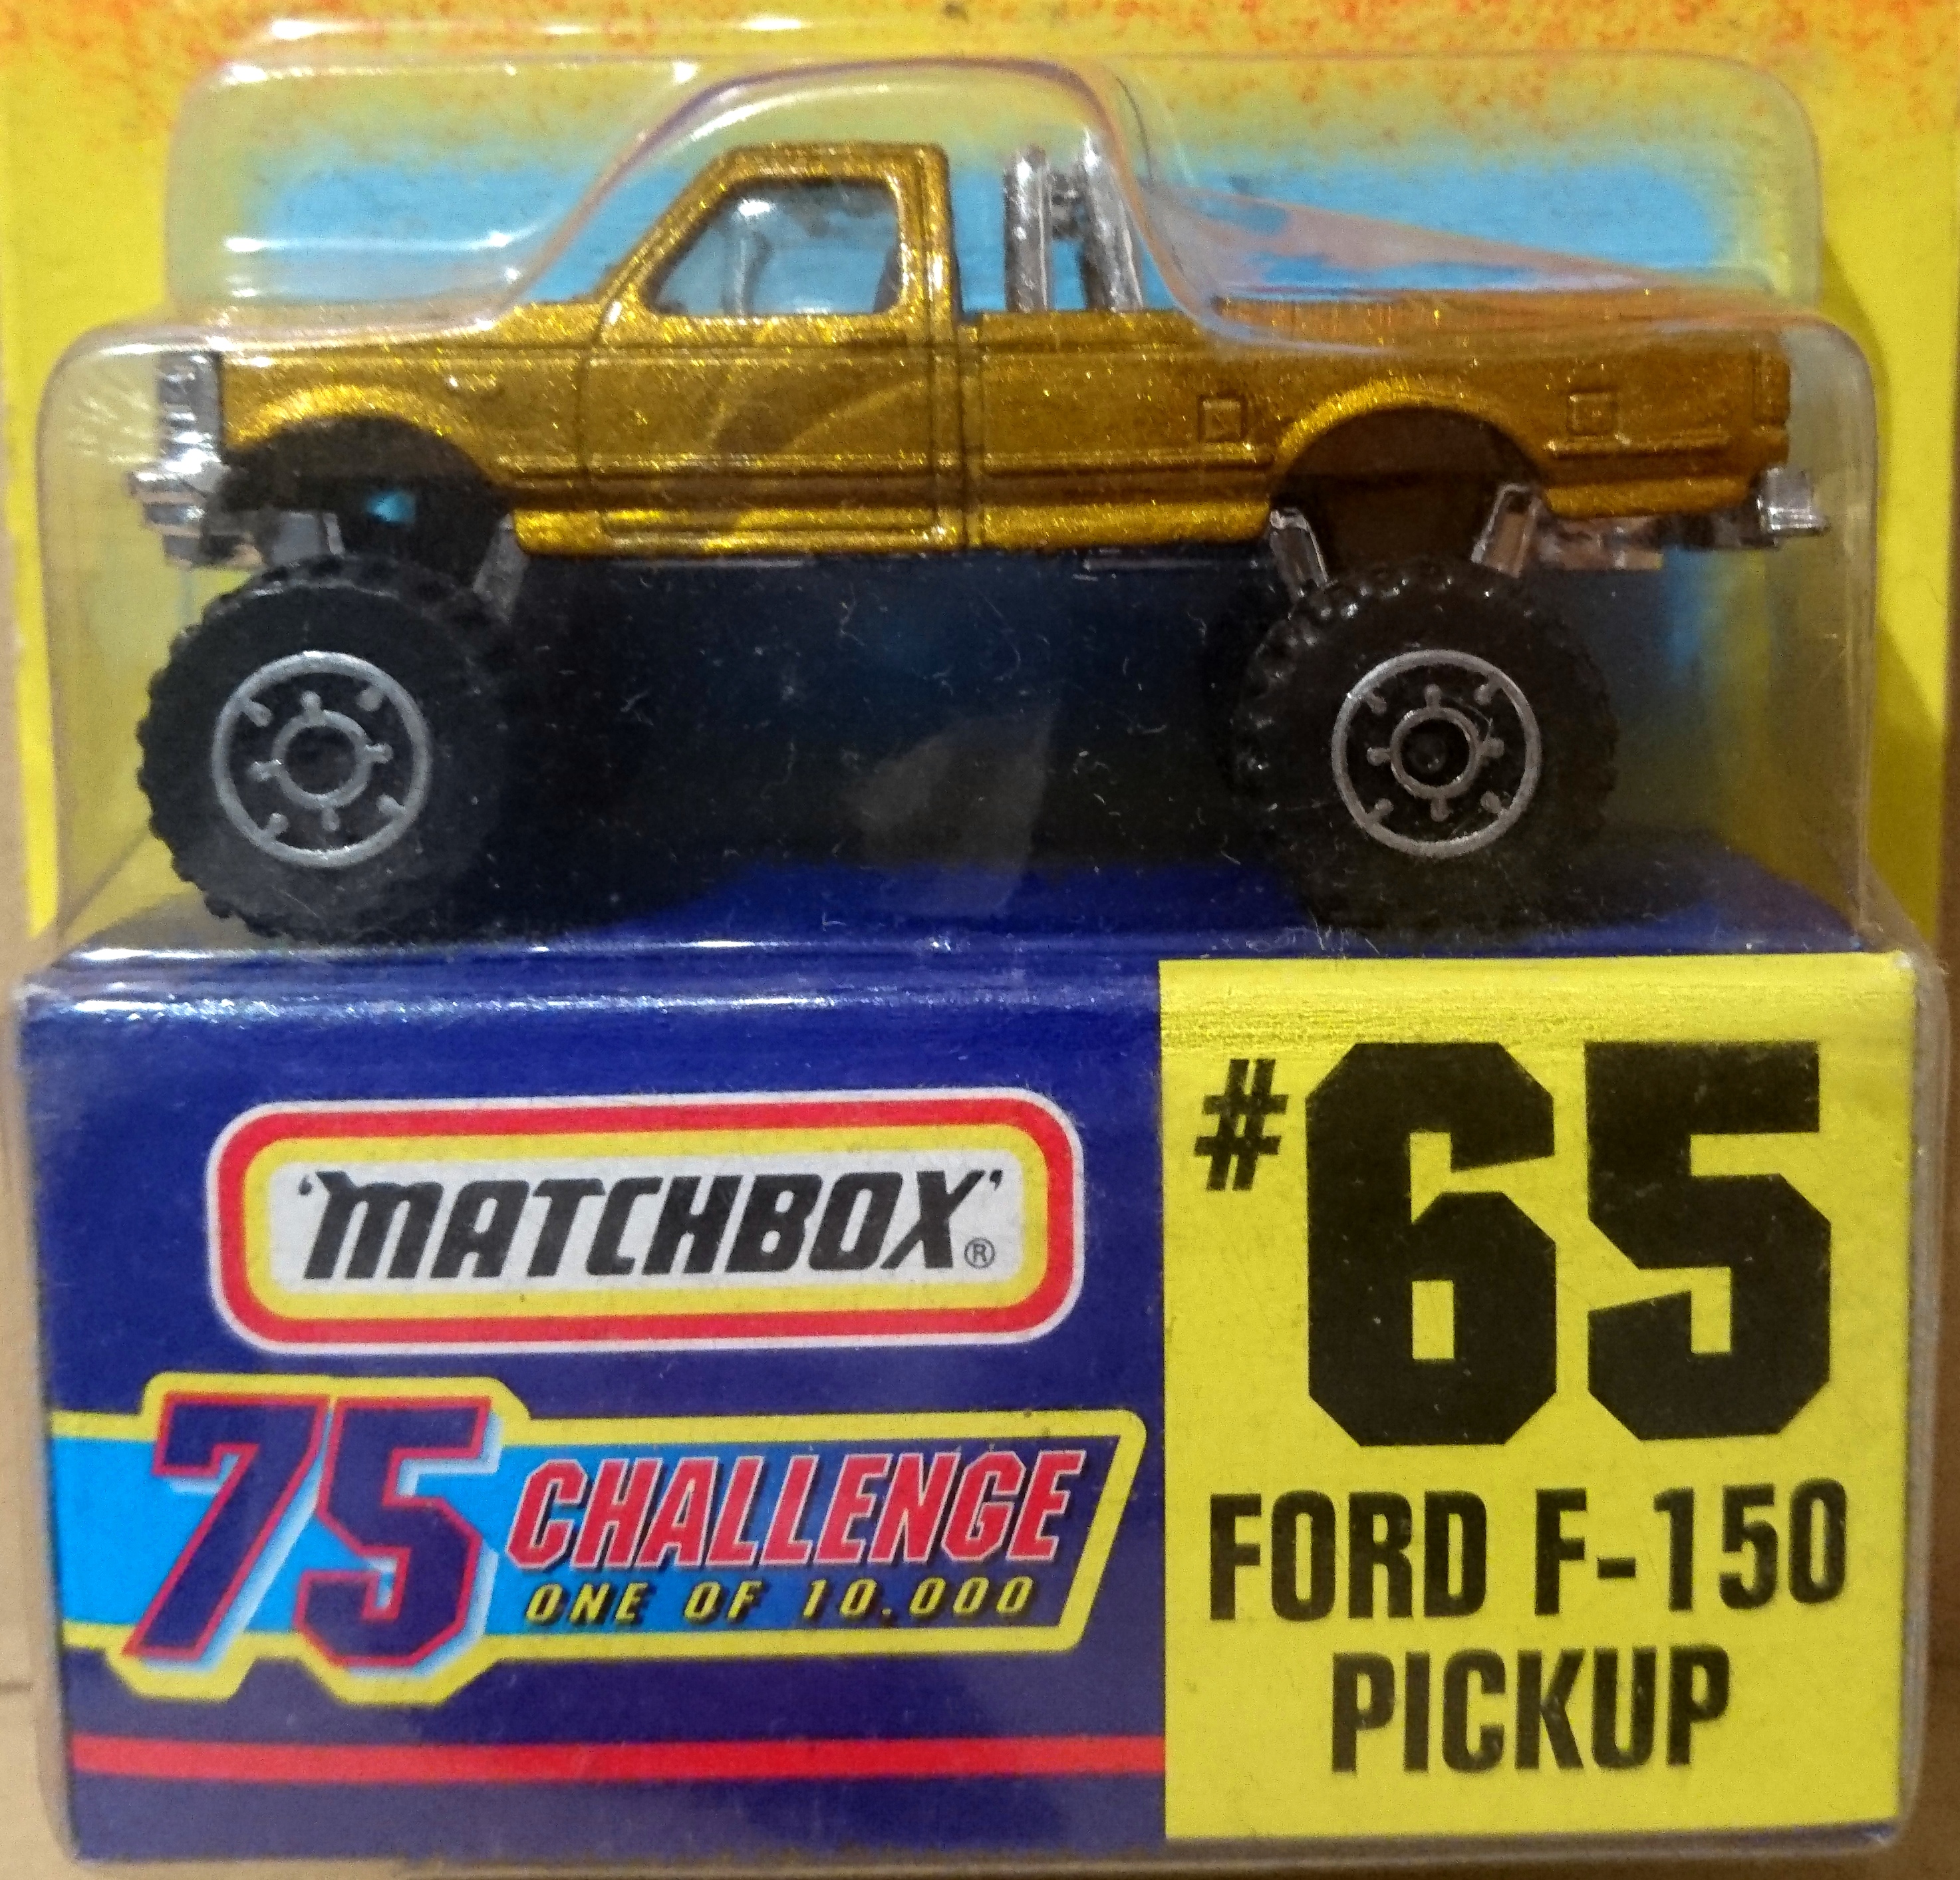 'MATCHBOX'®
75 CHALLENGE
ONE OF 10.000
#65
FORD F-150
PICKUP